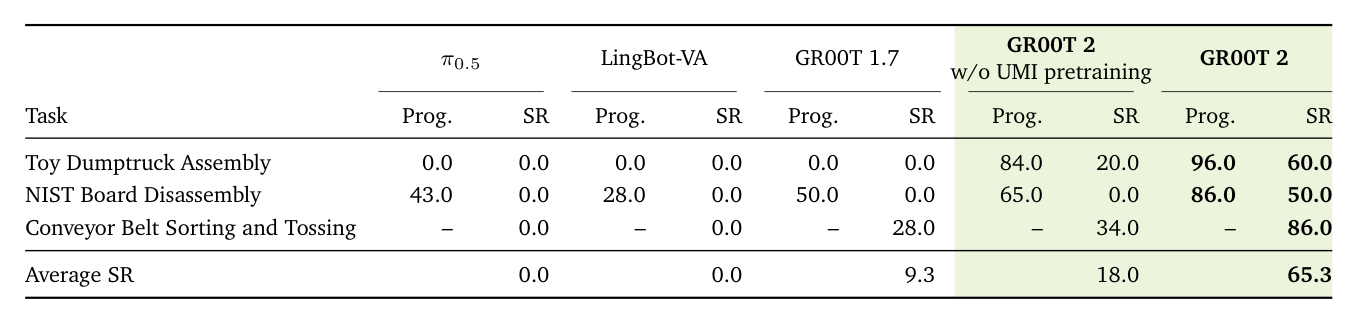 π0.5 LingBot-VA GR00T 1.7 GR00T 2 w/o UMI pretraining GR00T 2
Task Prog. SR Prog. SR Prog. SR Prog. SR Prog. SR
Toy Dumptruck Assembly 0.0 0.0 0.0 0.0 0.0 0.0 84.0 20.0 96.0 60.0
NIST Board Disassembly 43.0 0.0 28.0 0.0 50.0 0.0 65.0 0.0 86.0 50.0
Conveyor Belt Sorting and Tossing – 0.0 – 0.0 – 28.0 – 34.0 – 86.0
Average SR 0.0 0.0 9.3 18.0 65.3